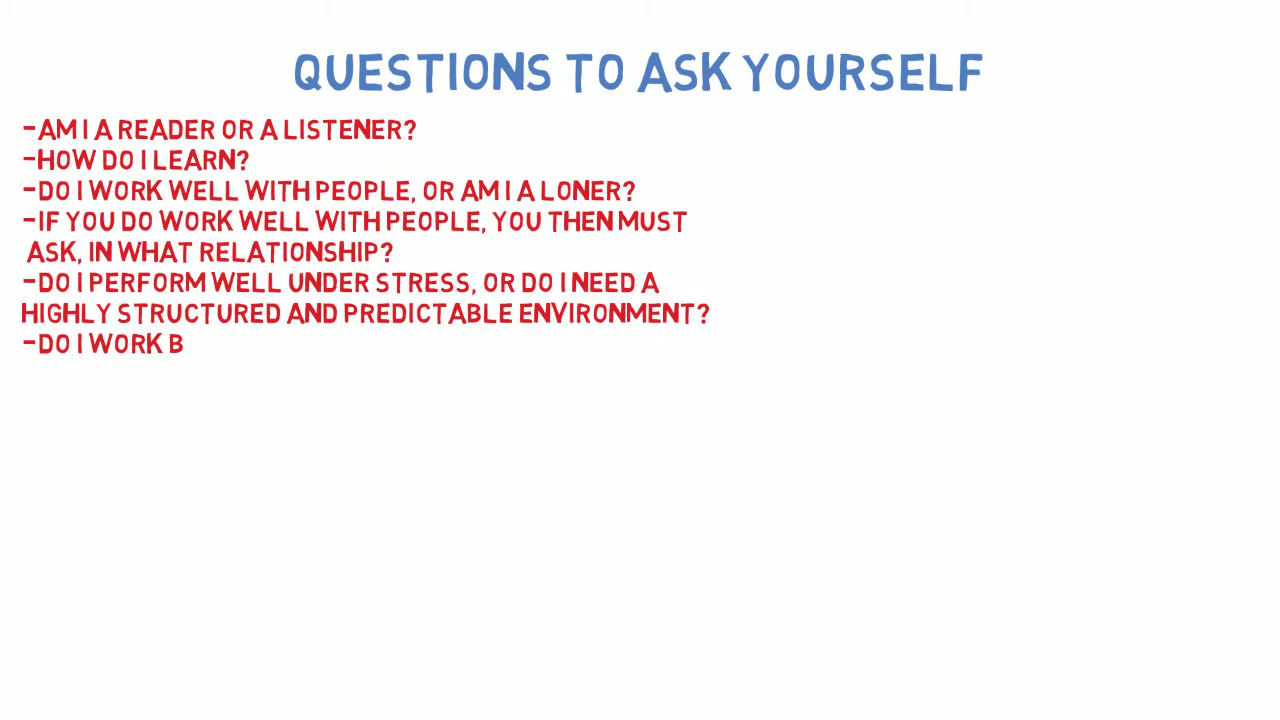 QUESTIONS TO ASK YOURSELF
-AM I A READER OR A LISTENER?
-HOW DO I LEARN?
-DO I WORK WELL WITH PEOPLE, OR AM I A LONER?
-IF YOU DO WORK WELL WITH PEOPLE, YOU THEN MUST
ASK, IN WHAT RELATIONSHIP?
-DO I PERFORM WELL UNDER STRESS, OR DO I NEED A
HIGHLY STRUCTURED AND PREDICTABLE ENVIRONMENT?
-DO I WORK B